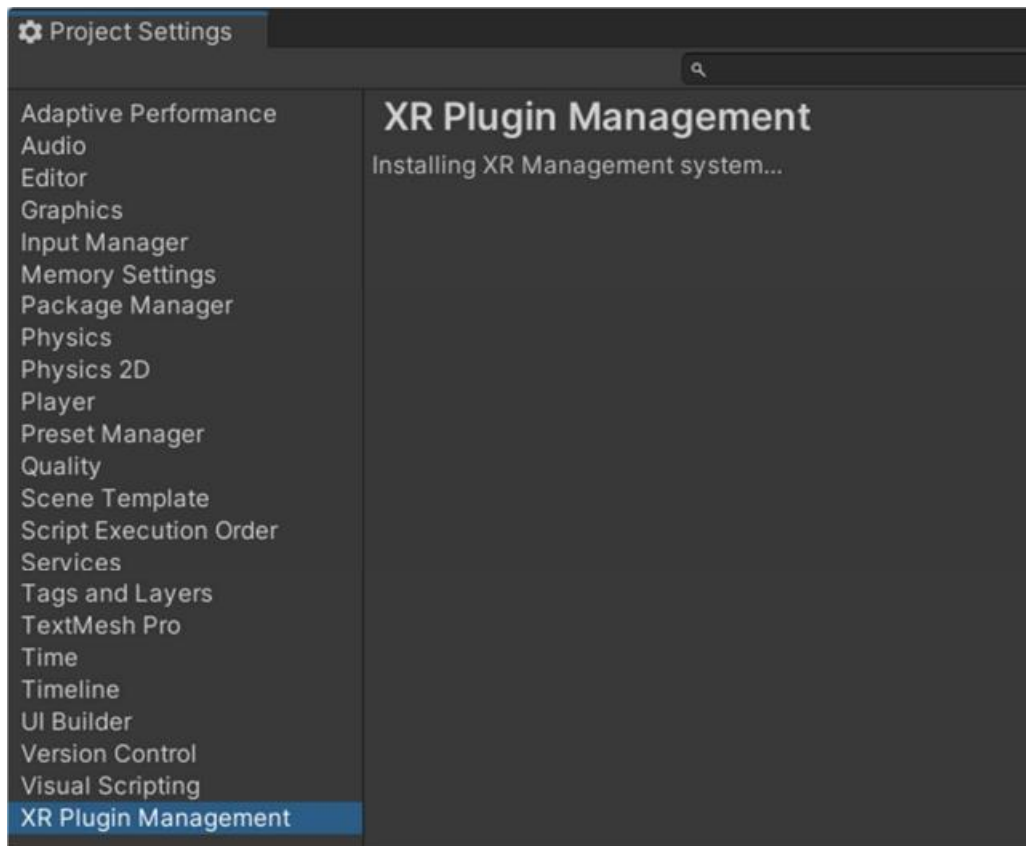 Project Settings
Adaptive Performance
Audio
Editor
Graphics
Input Manager
Memory Settings
Package Manager
Physics
Physics 2D
Player
Preset Manager
Quality
Scene Template
Script Execution Order
Services
Tags and Layers
TextMesh Pro
Time
Timeline
UI Builder
Version Control
Visual Scripting
XR Plugin Management
XR Plugin Management
Installing XR Management system...